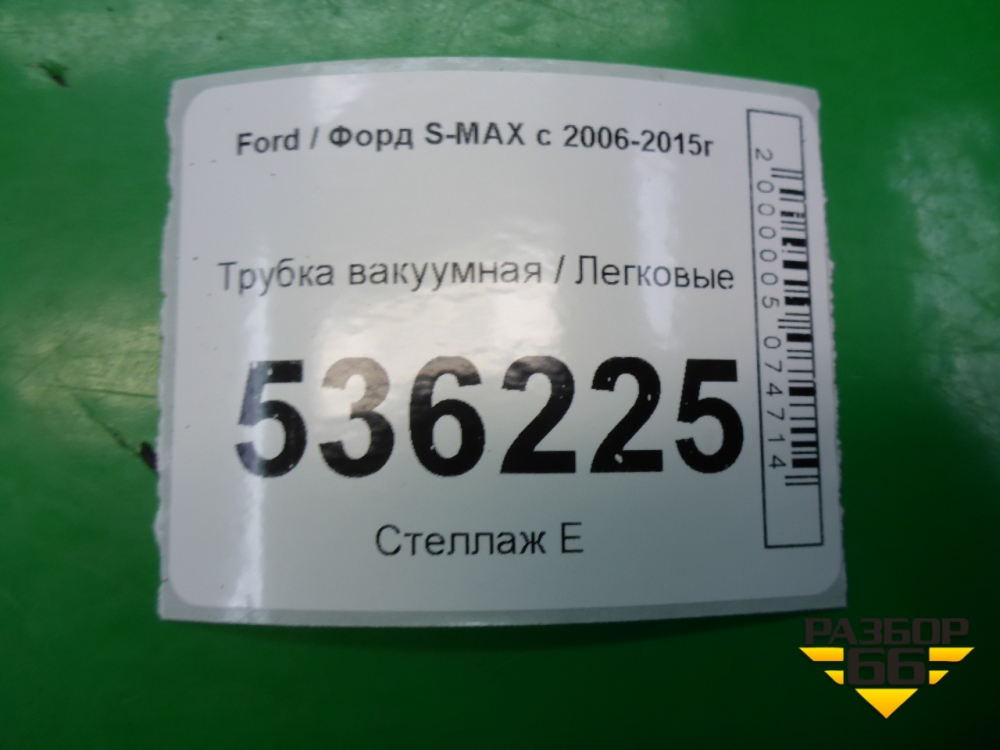 Ford / Форд S-MAX с 2006-2015г
Трубка вакуумная / Легковые
536225
Стеллаж Е
2000005074714
РАЗБОР
66